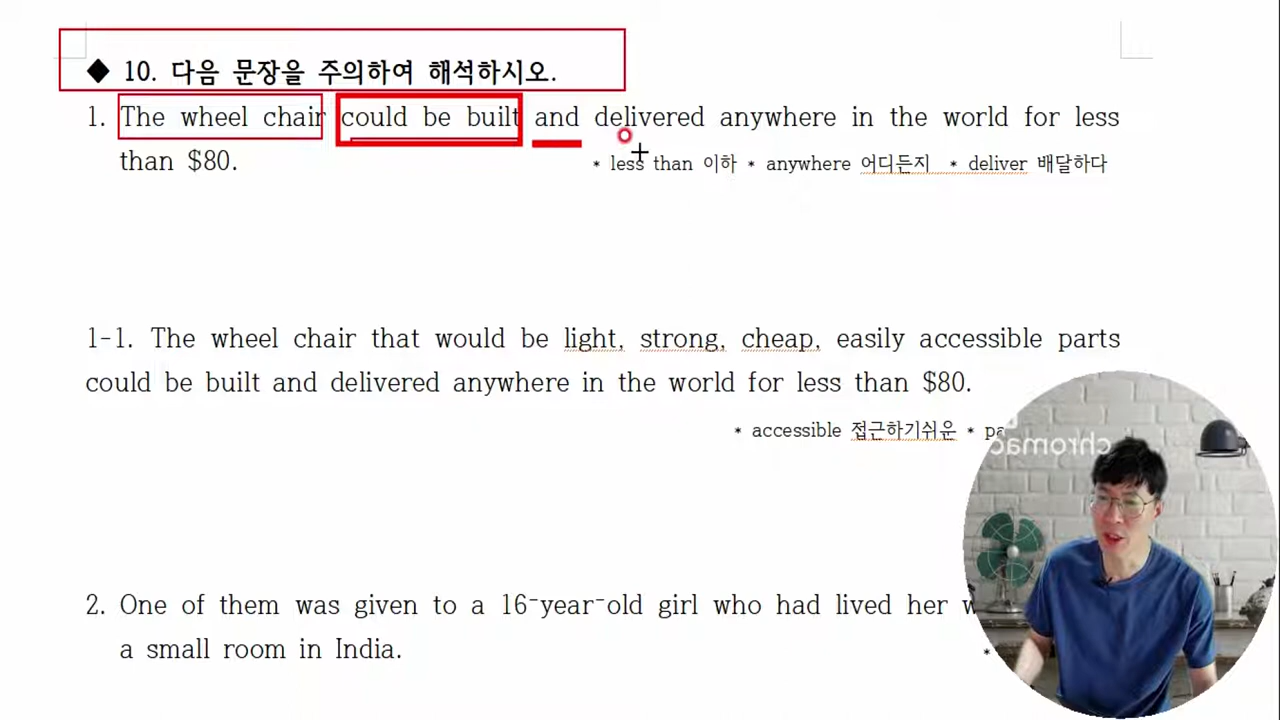 ◆ 10. 다음 문장을 주의하여 해석하시오.
1. The wheel chair could be built and delivered anywhere in the world for less
than $80.
* less than 이하 * anywhere 어디든지 * deliver 배달하다
1-1. The wheel chair that would be light, strong, cheap, easily accessible parts
could be built and delivered anywhere in the world for less than $80.
* accessible 접근하기쉬운 *
2. One of them was given to a 16-year-old girl who had lived her
a small room in India.
*